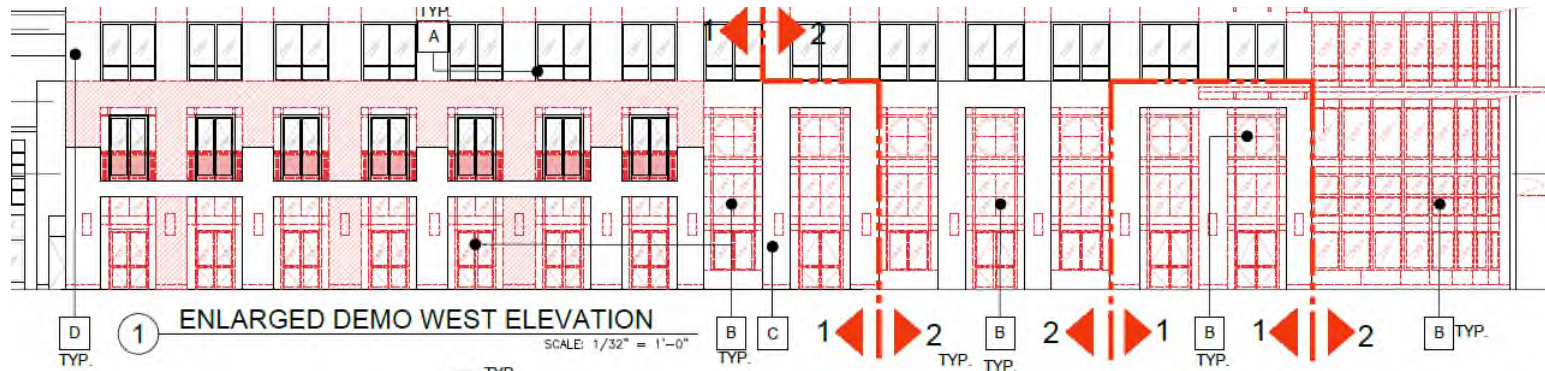 TYP.
A
1 2
D
TYP.
1
ENLARGED DEMO WEST ELEVATION
SCALE: 1/32" = 1'-0"
B
TYP.
C
1 2
TYP.
B
TYP.
2 1
B
TYP.
1 2
B TYP.
TYP.